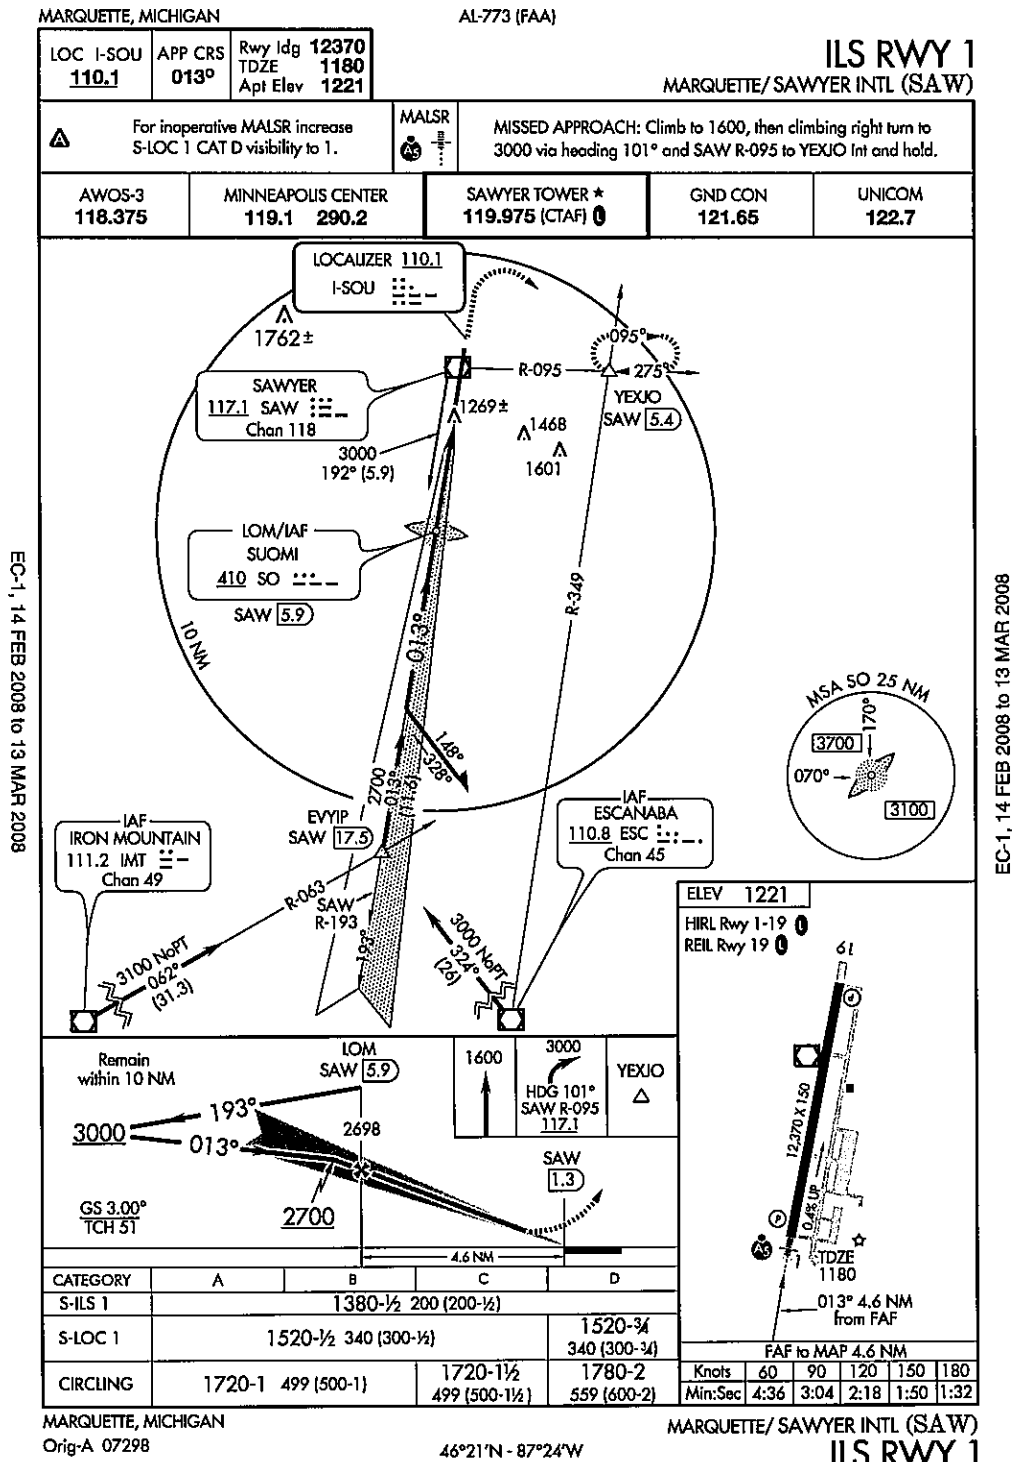 MARQUETTE, MICHIGAN
AL-773 (FAA)
LOC I-SOU
110.1
APP CRS
013°
Rwy ldg 12370
TDZE 1180
Apt Elev 1221
ILS RWY 1
MARQUETTE/ SAWYER INTL (SAW)
A
For inoperative MALSR increase
S-LOC 1 CAT D visibility to 1.
MALSR
A5
MISSED APPROACH: Climb to 1600, then climbing right turn to
3000 via heading 101° and SAW R-095 to YEXJO Int and hold.
AWOS-3
118.375
MINNEAPOLIS CENTER
119.1 290.2
SAWYER TOWER ★
119.975 (CTAF) L
GND CON
121.65
UNICOM
122.7
LOCALIZER 110.1
I-SOU
1762±
095°
R-095
275°
YEXJO
SAW 5.4
SAWYER
117.1 SAW
Chan 118
1269±
1468
1601
3000
192° (5.9)
LOM/IAF
SUOMI
410 SO
SAW 5.9
R-349
013°
10 NM
148°
328°
2700
013°
(11.6)
MSA SO 25 NM
3700
170°
070°
3100
EVYIP
SAW 17.5
IAF
IRON MOUNTAIN
111.2 IMT
Chan 49
IAF
ESCANABA
110.8 ESC
Chan 45
R-063
SAW
R-193
193°
3100 NoPT
062°
(31.3)
3000 NoPT
324°
(26)
EC-1, 14 FEB 2008 to 13 MAR 2008
EC-1, 14 FEB 2008 to 13 MAR 2008
ELEV 1221
HIRL Rwy 1-19 L
REIL Rwy 19 L
19
P
12,370 X 150
0.4% UP
P
A5
1
TDZE
1180
013° 4.6 NM
from FAF
Remain
within 10 NM
LOM
SAW 5.9
1600
3000
HDG 101°
SAW R-095
117.1
YEXJO
193°
3000
013°
2698
SAW
1.3
GS 3.00°
TCH 51
2700
4.6 NM
CATEGORY A B C D
S-ILS 1 1380-½ 200 (200-½)
S-LOC 1 1520-½ 340 (300-½) 1520-¾ 340 (300-¾)
CIRCLING 1720-1 499 (500-1) 1720-1½ 499 (500-1½) 1780-2 559 (600-2)
FAF to MAP 4.6 NM
Knots 60 90 120 150 180
Min:Sec 4:36 3:04 2:18 1:50 1:32
MARQUETTE, MICHIGAN
Orig-A 07298
46°21'N - 87°24'W
MARQUETTE/ SAWYER INTL (SAW)
ILS RWY 1